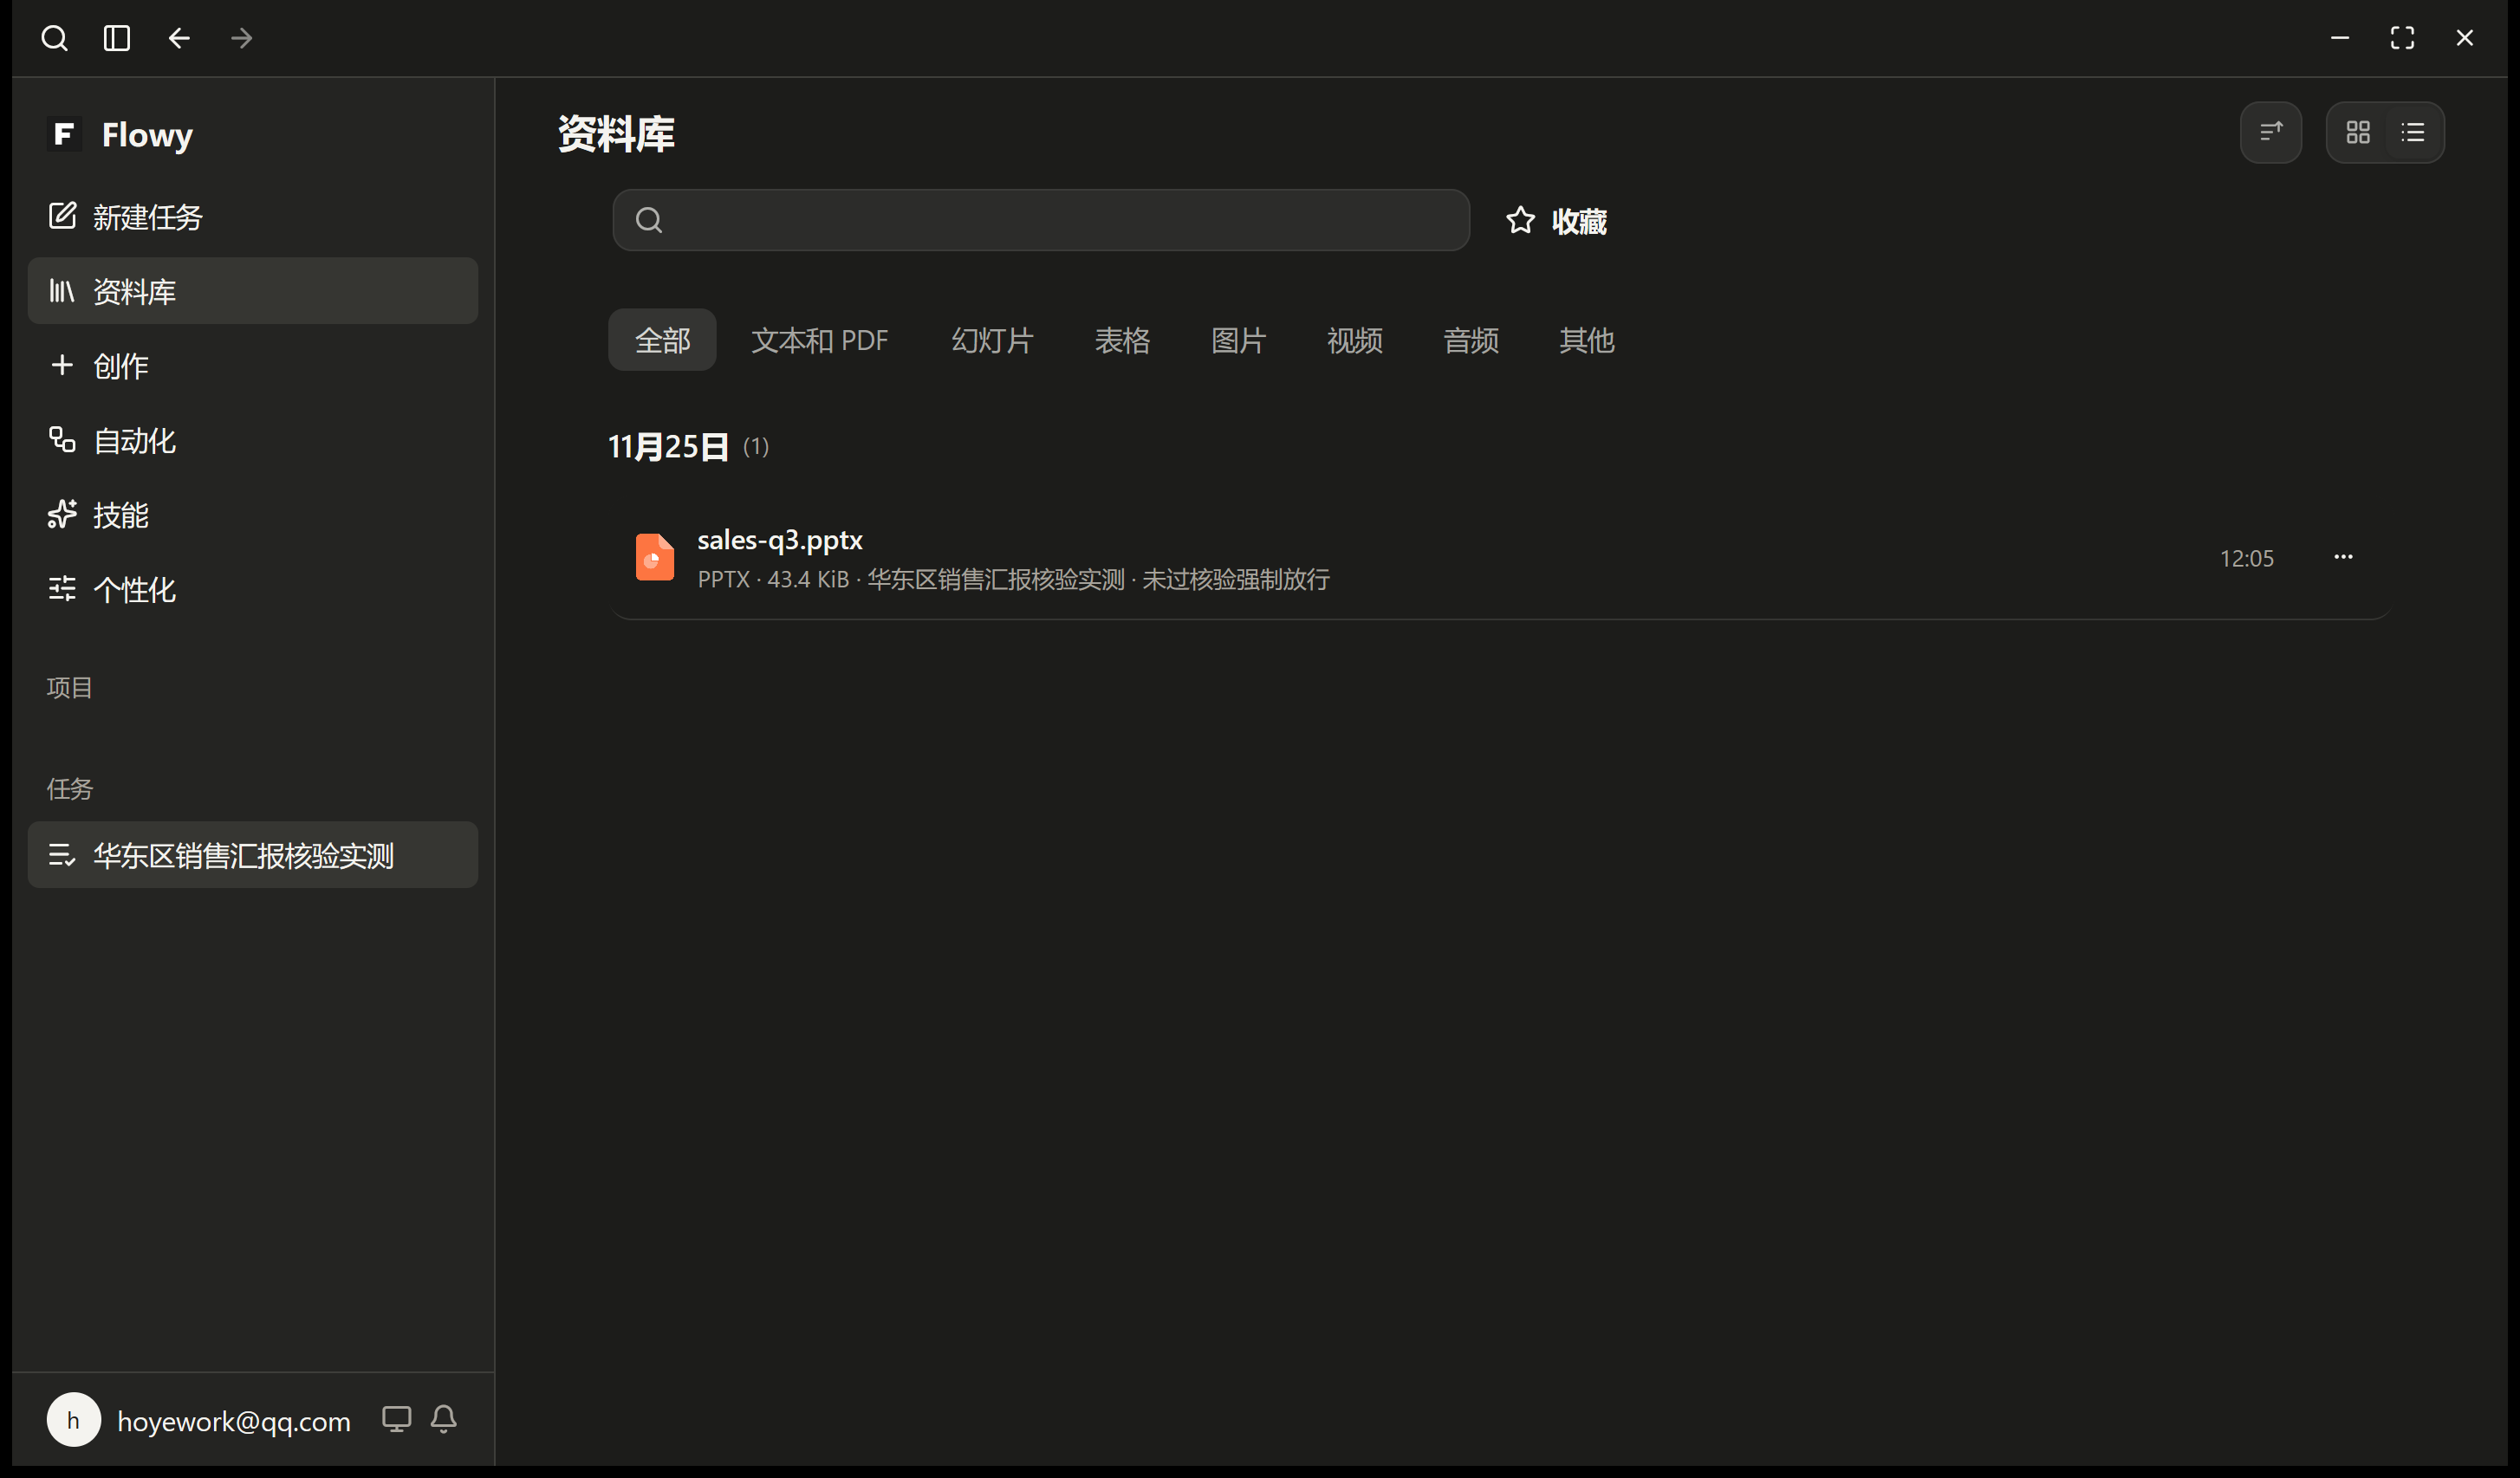 Flowy
新建任务
资料库
创作
自动化
技能
个性化
项目
任务
华东区销售汇报核验实测
h hoyework@qq.com
资料库
收藏
全部 文本和 PDF 幻灯片 表格 图片 视频 音频 其他
11月25日 (1)
sales-q3.pptx
PPTX · 43.4 KiB · 华东区销售汇报核验实测 · 未过核验强制放行
12:05